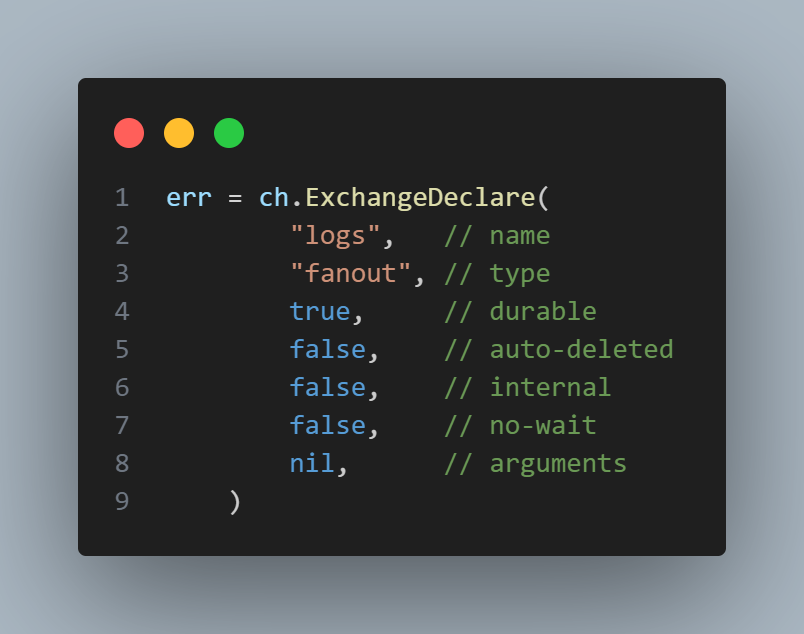 1 err = ch.ExchangeDeclare(
2         "logs",   // name
3         "fanout", // type
4         true,     // durable
5         false,    // auto-deleted
6         false,    // internal
7         false,    // no-wait
8         nil,      // arguments
9     )